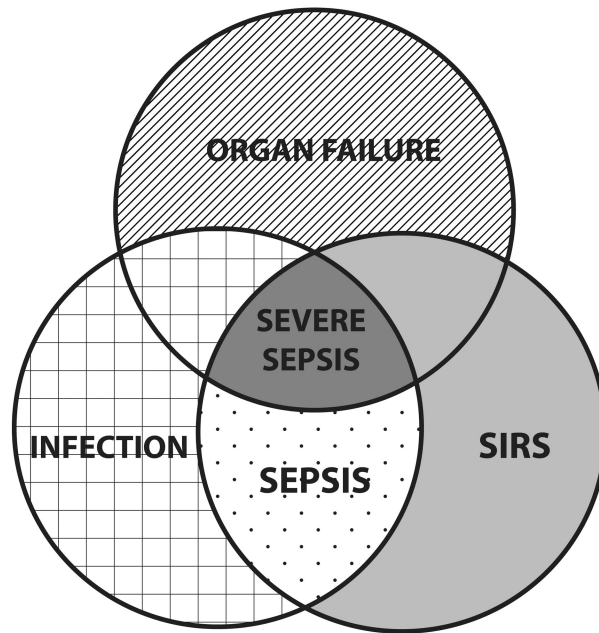 ORGAN FAILURE
SEVERE
SEPSIS
INFECTION
SIRS
SEPSIS